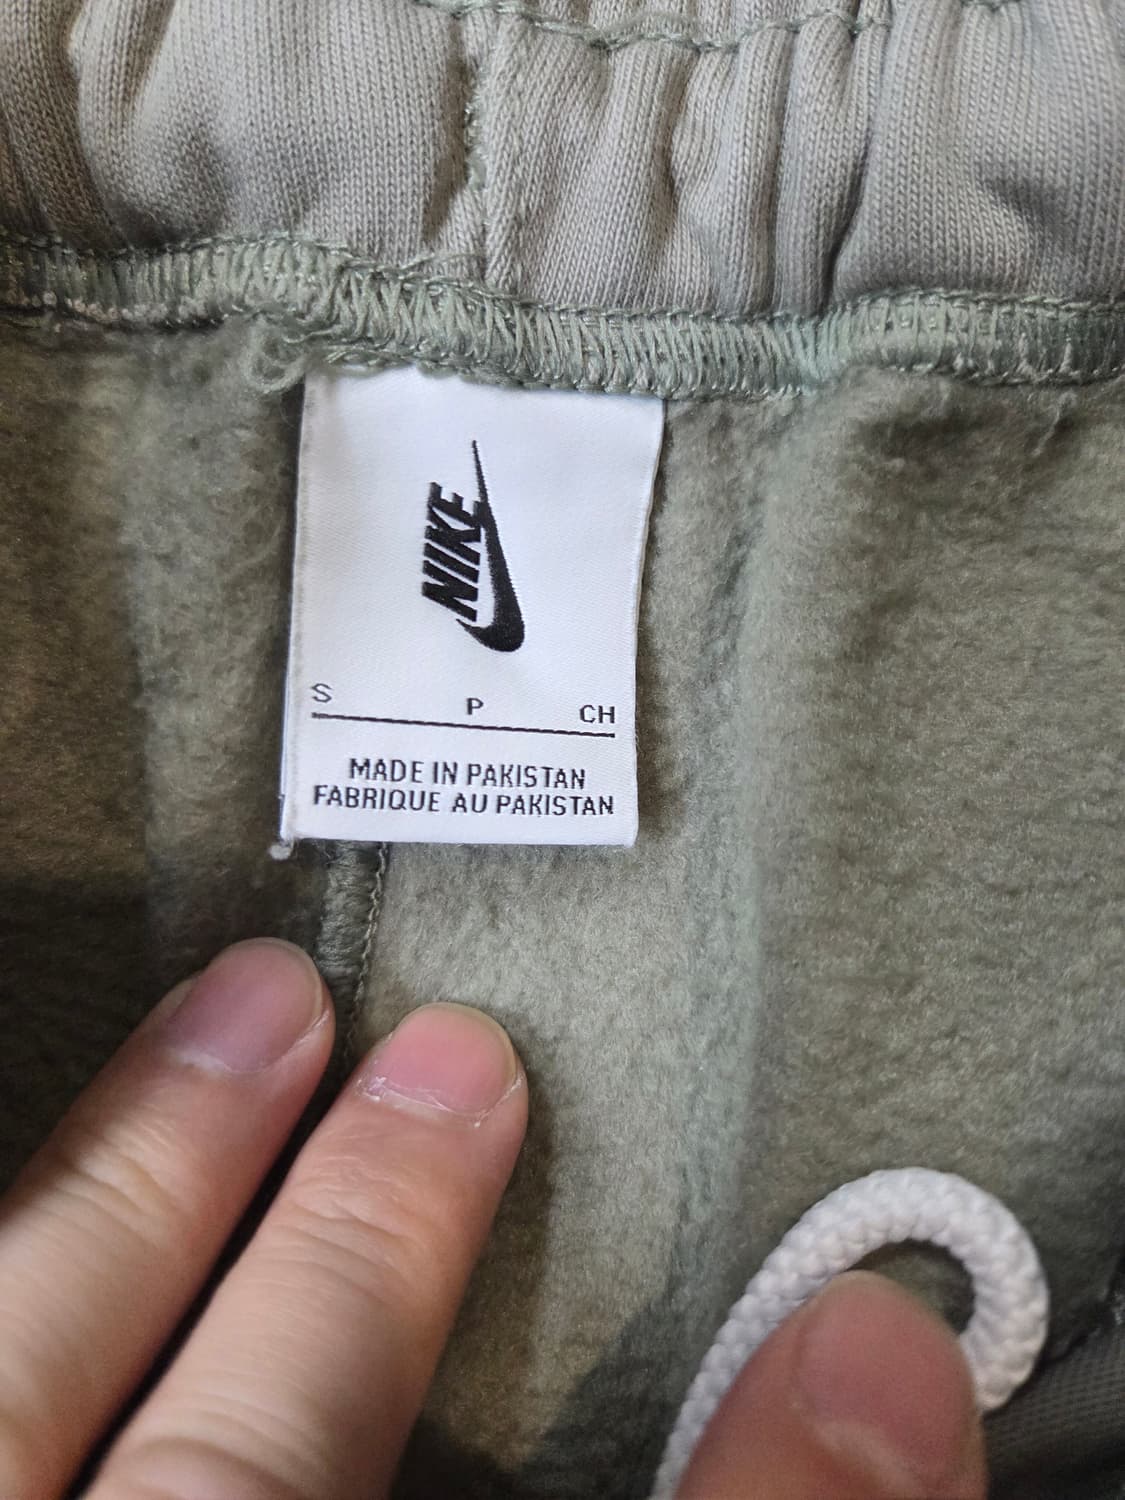 NIKE
S P CH
MADE IN PAKISTAN
FABRIQUE AU PAKISTAN